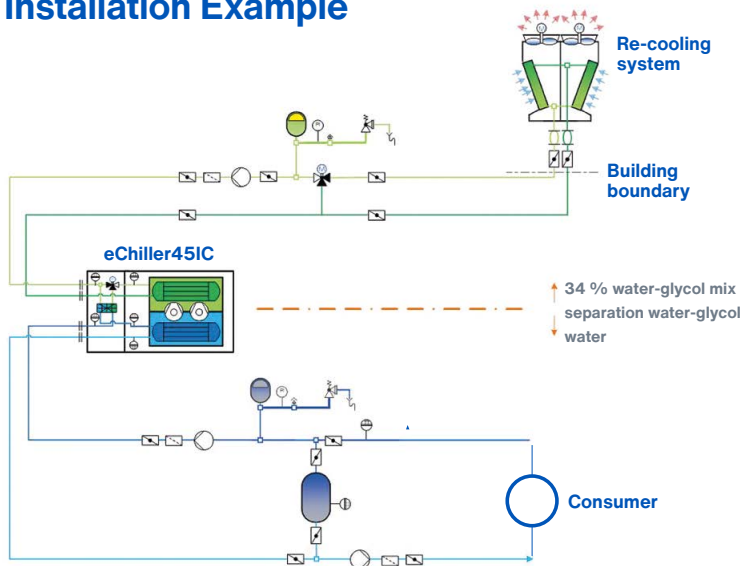 Installation Example
Re-cooling
system
Building
boundary
eChiller45IC
34 % water-glycol mix
separation water-glycol
water
Consumer